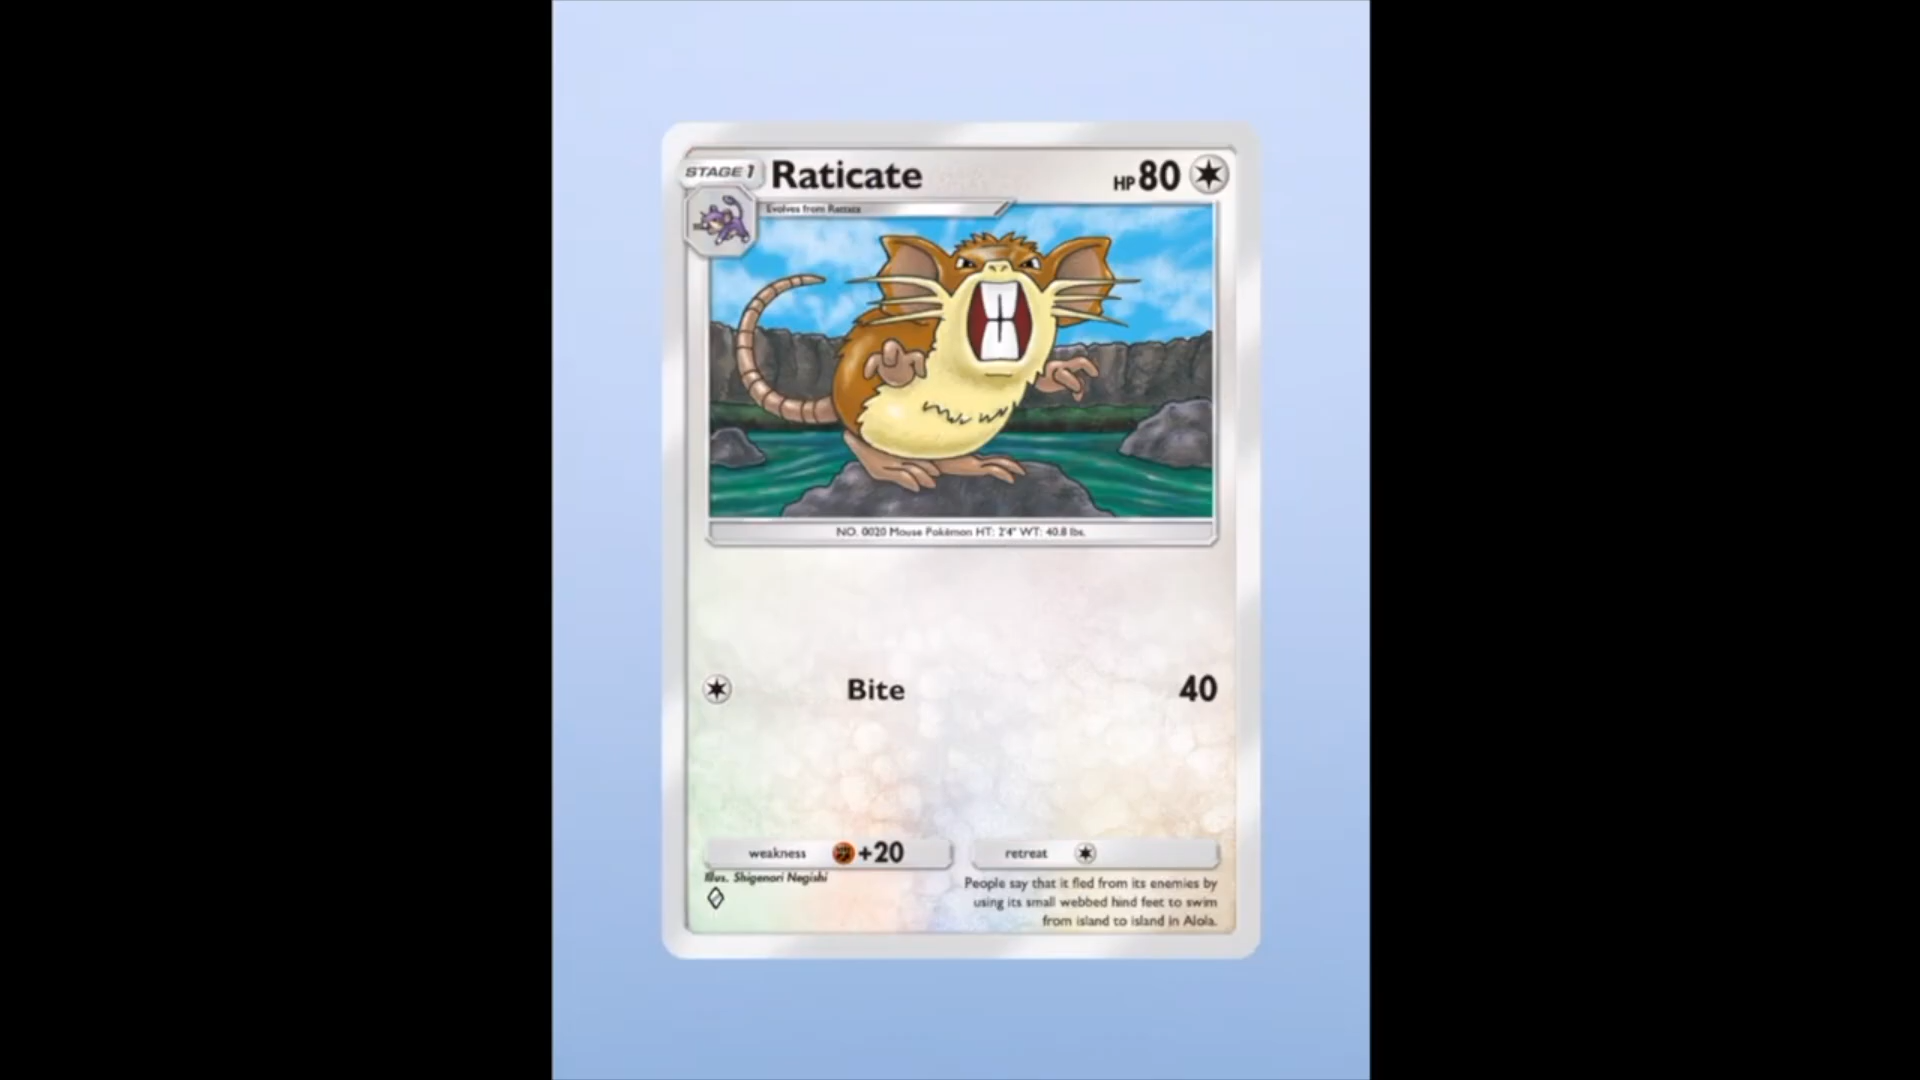 STAGE 1
Raticate
HP 80
Evolves from Rattata
NO. 0020 Mouse Pokémon HT: 2'4" WT: 40.8 lbs.
Bite 40
weakness +20
retreat
Illus. Shigenori Negishi
People say that it fled from its enemies by
using its small webbed hind feet to swim
from island to island in Alola.